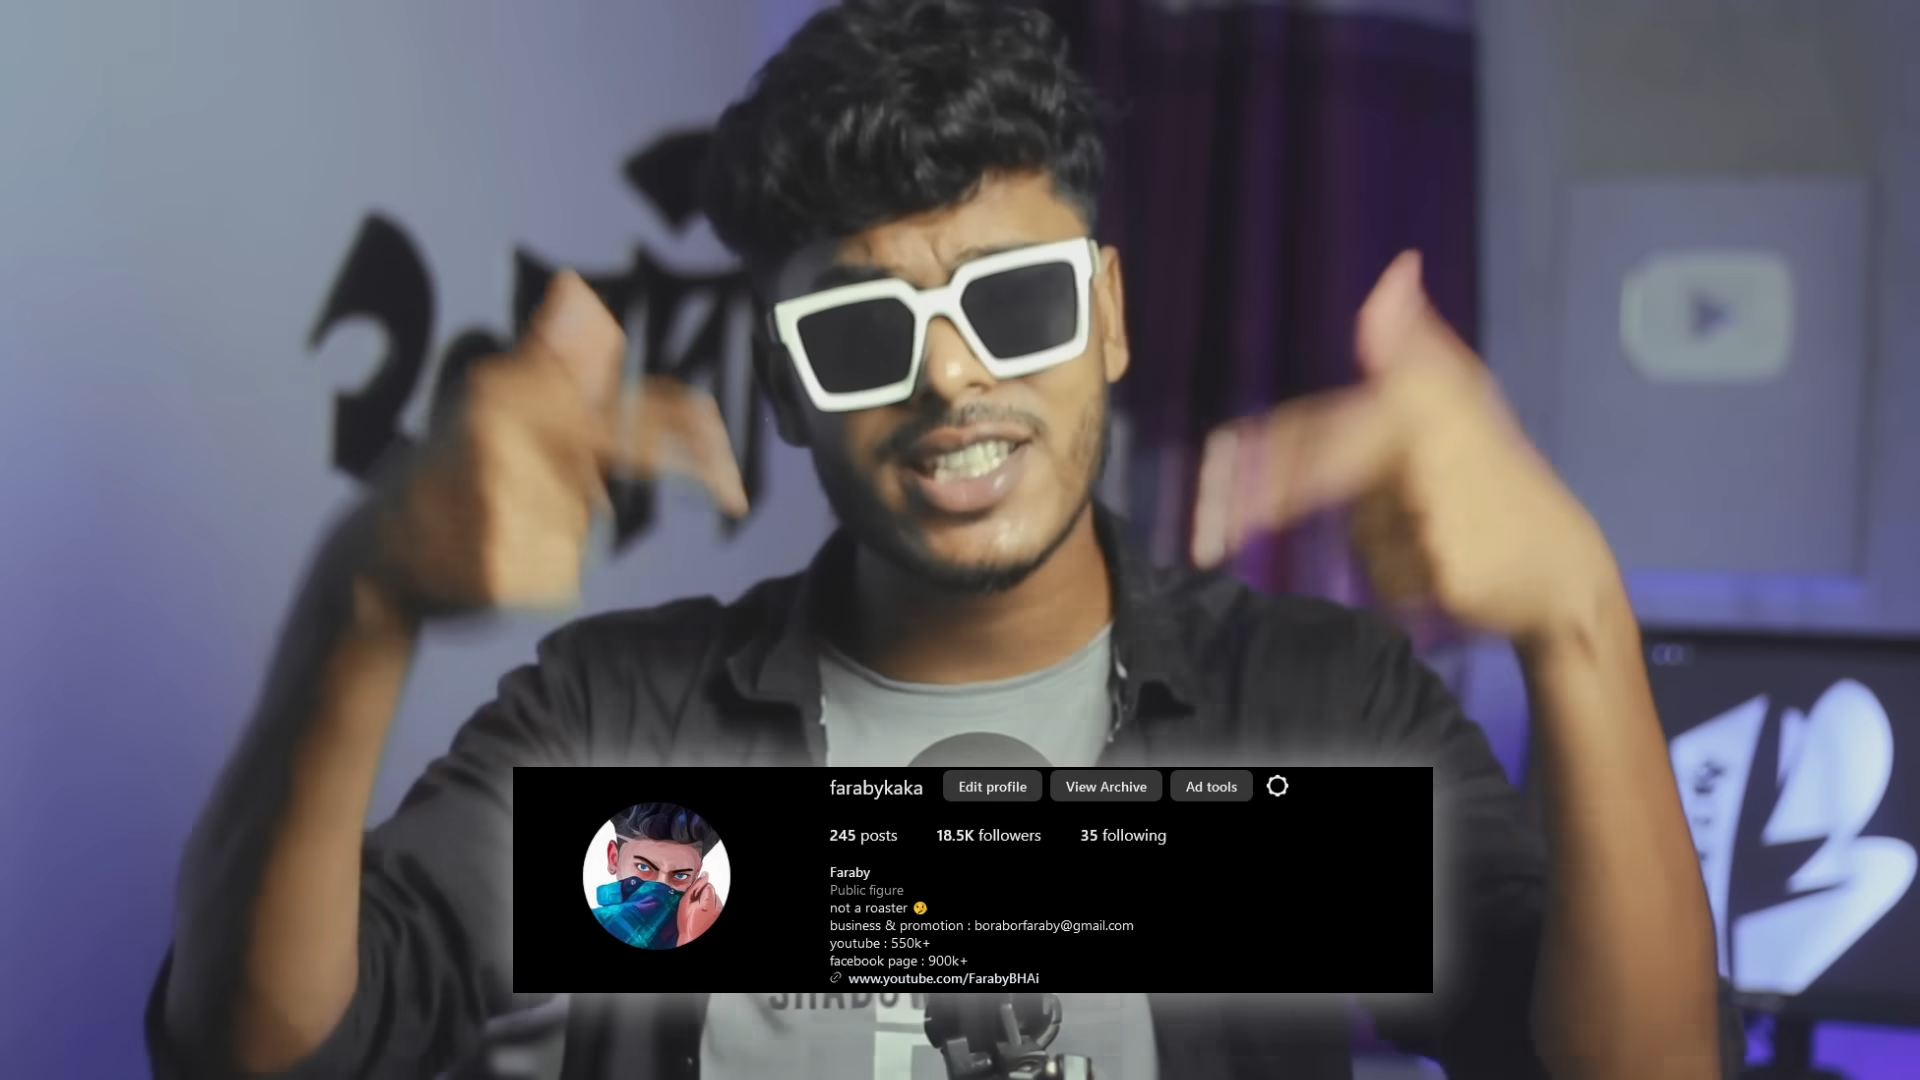 farabykaka Edit profile View Archive Ad tools
245 posts 18.5K followers 35 following
Faraby
Public figure
not a roaster 🤥
business & promotion : boraborfaraby@gmail.com
youtube : 550k+
facebook page : 900k+
www.youtube.com/FarabyBHAi